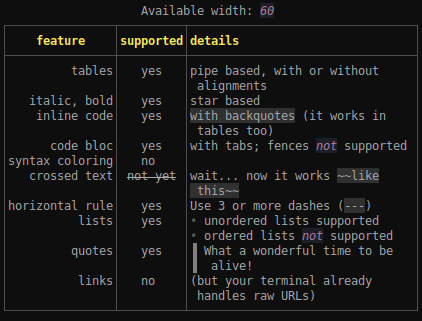 Available width: 60
feature supported details
tables yes pipe based, with or without
alignments
italic, bold yes star based
inline code yes with backquotes (it works in
tables too)
code bloc yes with tabs; fences not supported
syntax coloring no
crossed text not yet wait... now it works ~~like
this~~
horizontal rule yes Use 3 or more dashes (---)
lists yes • unordered lists supported
• ordered lists not supported
quotes yes What a wonderful time to be
alive!
links no (but your terminal already
handles raw URLs)